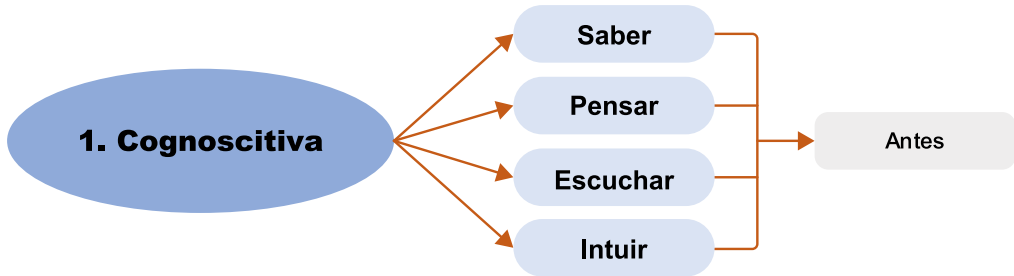 1. Cognoscitiva
Saber
Pensar
Escuchar
Intuir
Antes